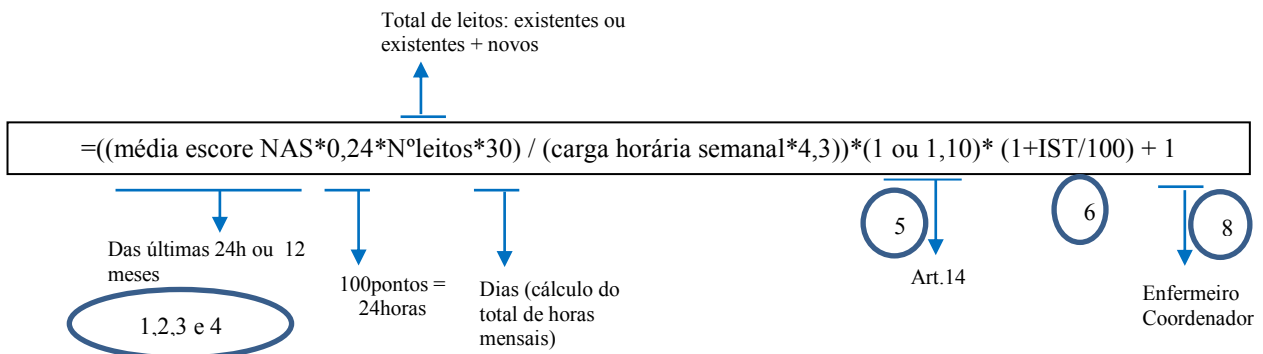 Total de leitos: existentes ou
existentes + novos
=((média escore NAS*0,24*Nºleitos*30) / (carga horária semanal*4,3))*(1 ou 1,10)* (1+IST/100) + 1
Das últimas 24h ou 12
meses
1,2,3 e 4
100pontos =
24horas
Dias (cálculo do
total de horas
mensais)
5
Art.14
6
8
Enfermeiro
Coordenador